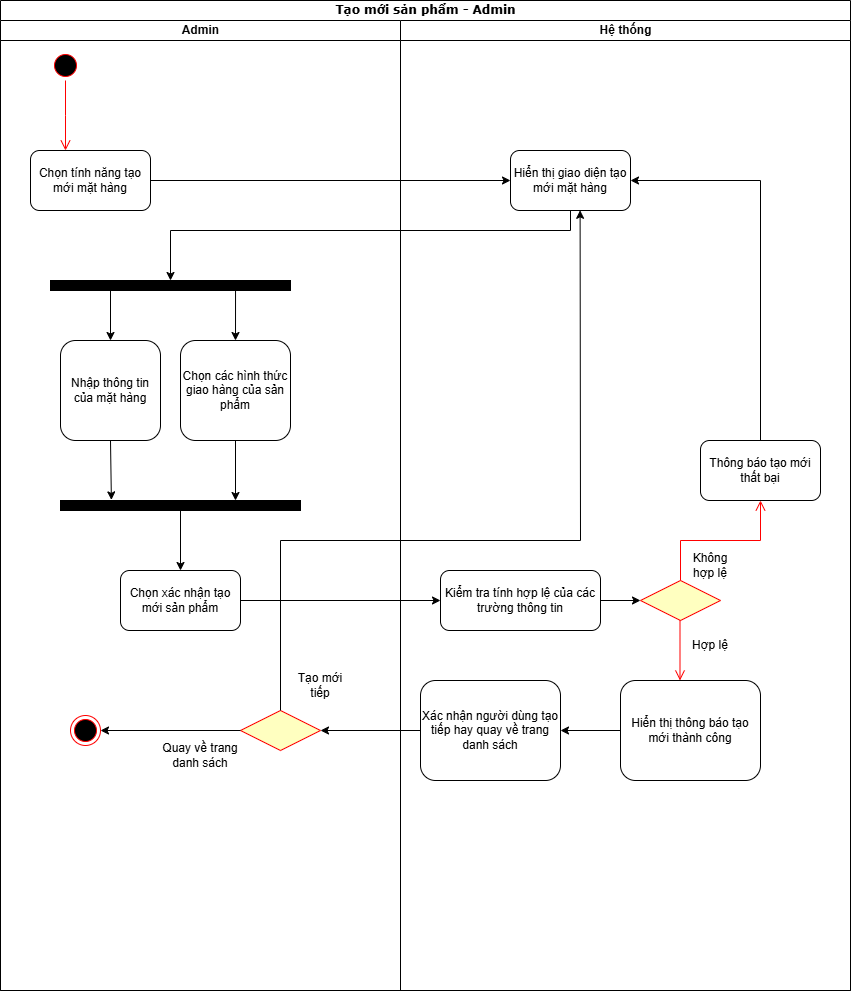 Tạo mới sản phẩm - Admin
Admin
Hệ thống
Chọn tính năng tạo
mới mặt hàng
Hiển thị giao diện tạo
mới mặt hàng
Nhập thông tin
của mặt hàng
Chọn các hình thức
giao hàng của sản
phẩm
Thông báo tạo mới
thất bại
Không
hợp lệ
Chọn xác nhận tạo
mới sản phẩm
Kiểm tra tính hợp lệ của các
trường thông tin
Hợp lệ
Tạo mới
tiếp
Quay về trang
danh sách
Xác nhận người dùng tạo
tiếp hay quay về trang
danh sách
Hiển thị thông báo tạo
mới thành công